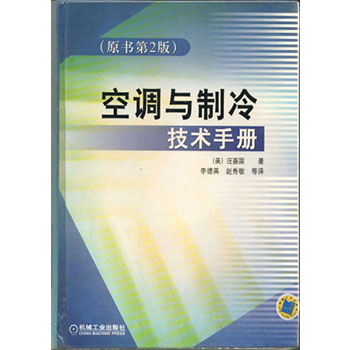 (原书第2版)
空调与制冷
技术手册
(美) 汪善国 著
李德英 赵秀敏 等译
机械工业出版社
CHINA MACHINE PRESS